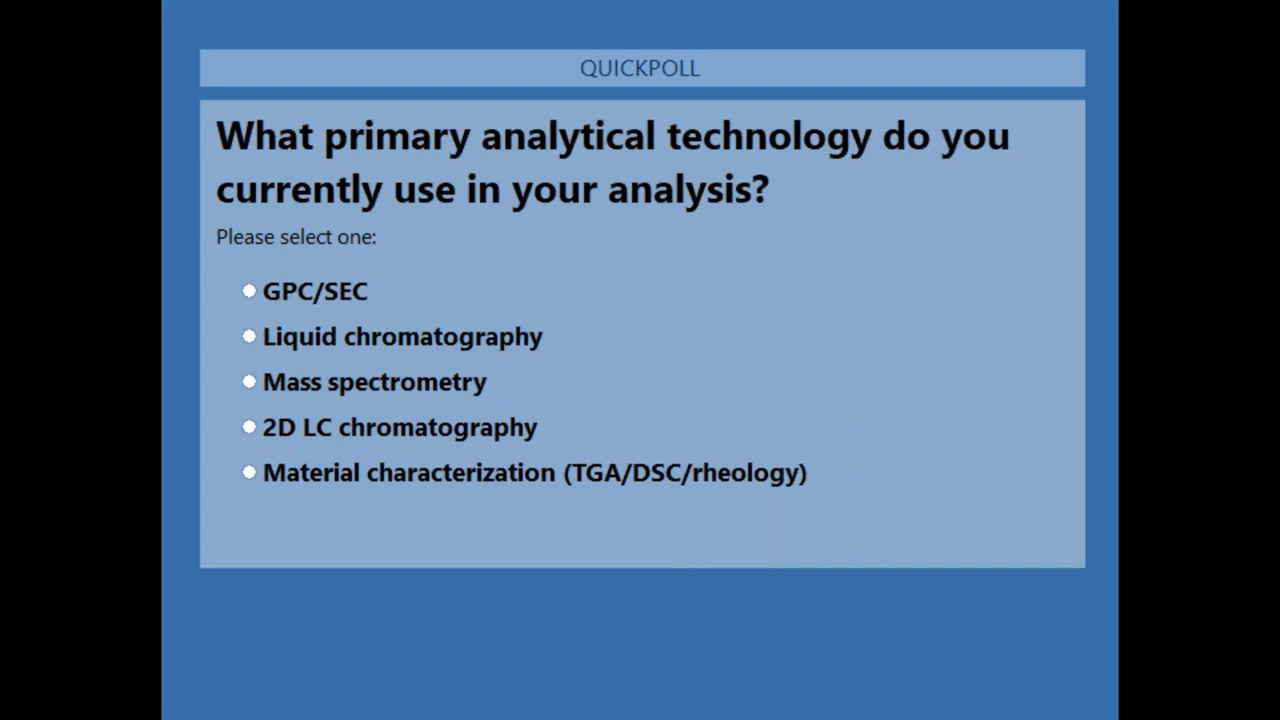 QUICKPOLL
What primary analytical technology do you
currently use in your analysis?
Please select one:
GPC/SEC
Liquid chromatography
Mass spectrometry
2D LC chromatography
Material characterization (TGA/DSC/rheology)